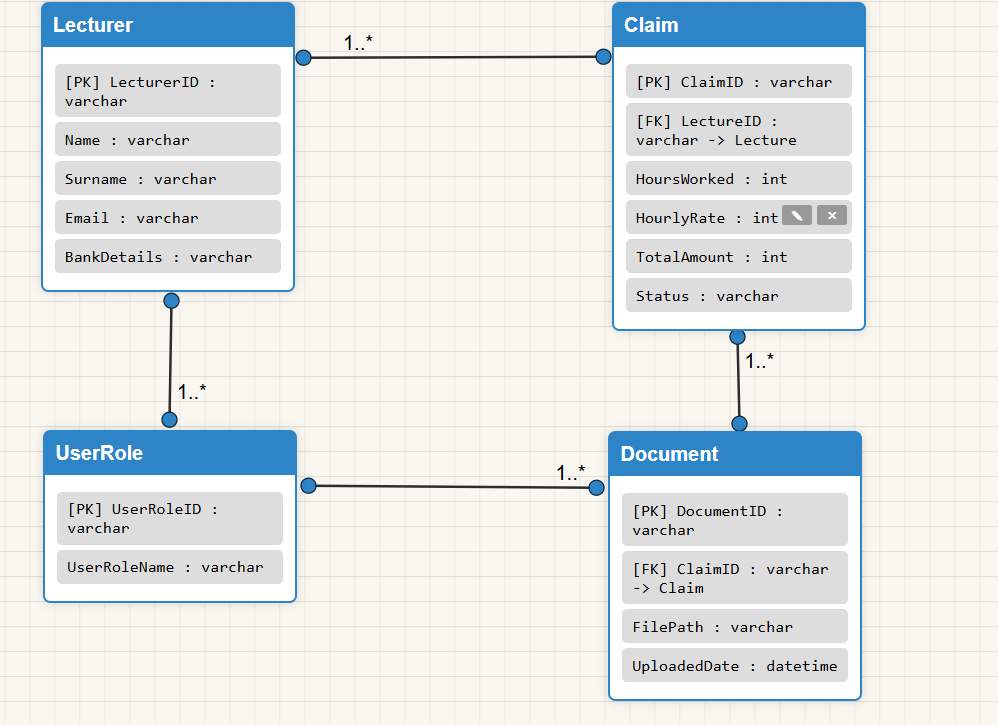 Lecturer
[PK] LecturerID :
varchar
Name : varchar
Surname : varchar
Email : varchar
BankDetails : varchar
1..*
Claim
[PK] ClaimID : varchar
[FK] LectureID :
varchar -> Lecture
HoursWorked : int
HourlyRate : int
TotalAmount : int
Status : varchar
1..*
1..*
UserRole
[PK] UserRoleID :
varchar
UserRoleName : varchar
1..*
Document
[PK] DocumentID :
varchar
[FK] ClaimID : varchar
-> Claim
FilePath : varchar
UploadedDate : datetime